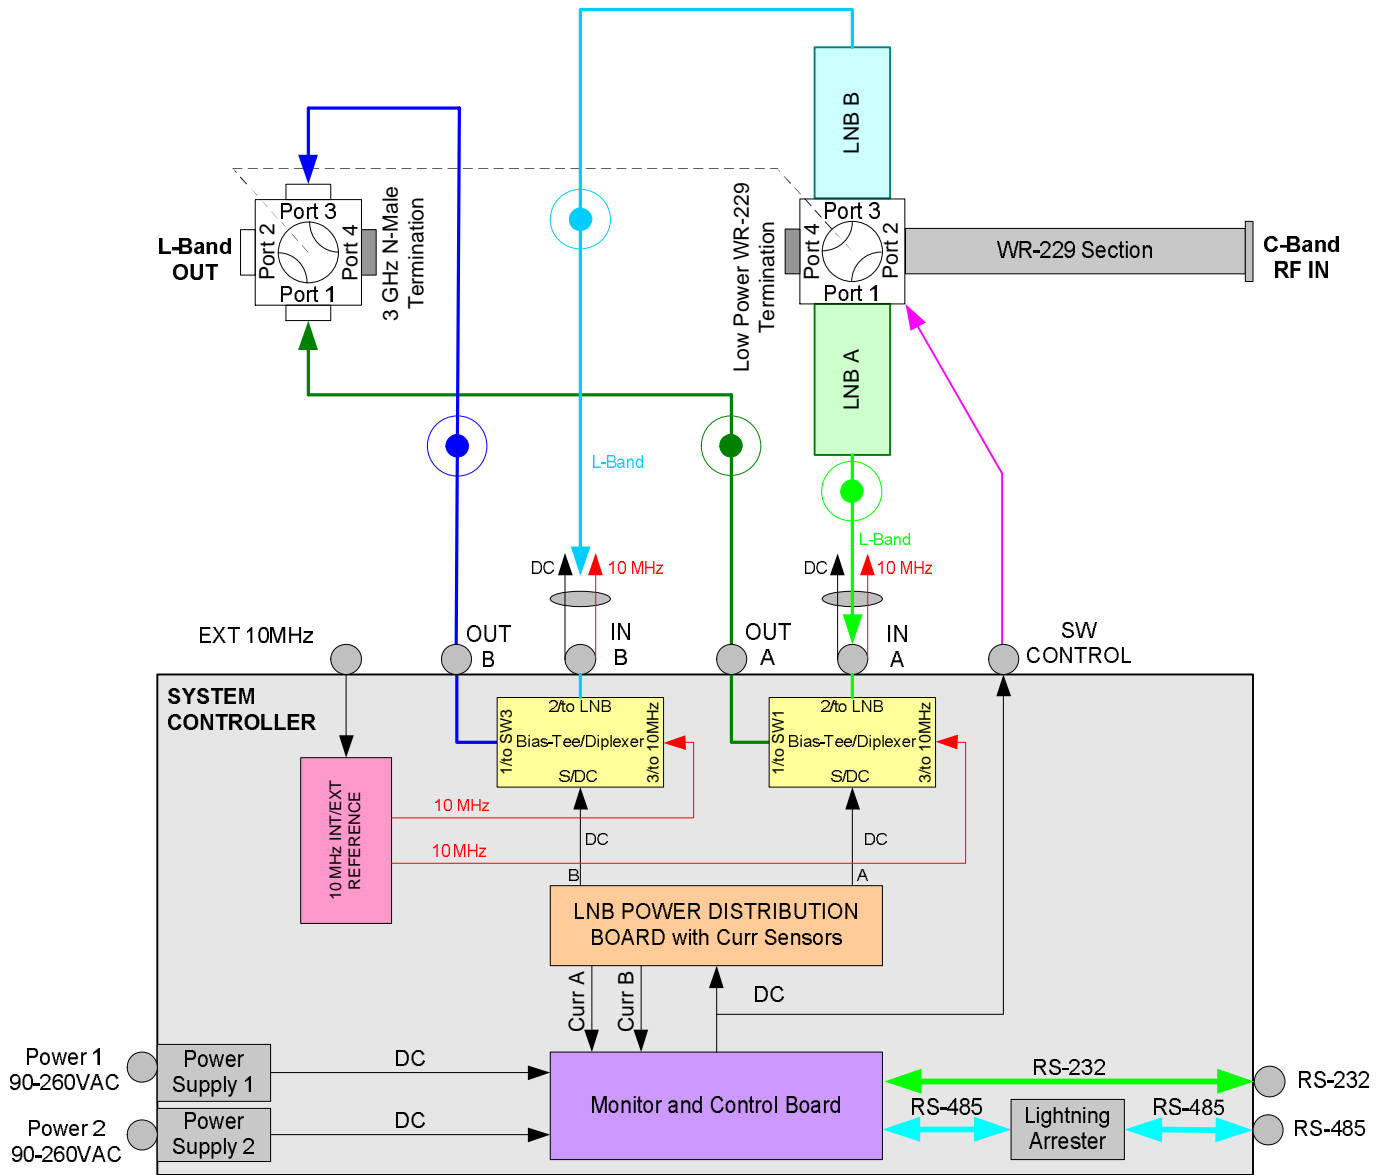 LNB B
Port 3
Port 2
Port 4
Port 1
L-Band
OUT
3 GHz N-Male
Termination
Low Power WR-229
Termination
Port 3
Port 4
Port 2
Port 1
WR-229 Section
C-Band
RF IN
LNB A
L-Band
L-Band
DC
10 MHz
DC
10 MHz
EXT 10MHz
OUT
B
IN
B
OUT
A
IN
A
SW
CONTROL
SYSTEM
CONTROLLER
2/to LNB
1/to SW3
Bias-Tee/Diplexer
3/to 10MHz
S/DC
2/to LNB
1/to SW1
Bias-Tee/Diplexer
3/to 10MHz
S/DC
10 MHz INT/EXT
REFERENCE
10 MHz
10 MHz
DC
DC
B
A
LNB POWER DISTRIBUTION
BOARD with Curr Sensors
Curr A
Curr B
DC
Power 1
90-260VAC
Power
Supply 1
DC
Monitor and Control Board
RS-232
RS-232
Power 2
90-260VAC
Power
Supply 2
DC
RS-485
Lightning
Arrester
RS-485
RS-485